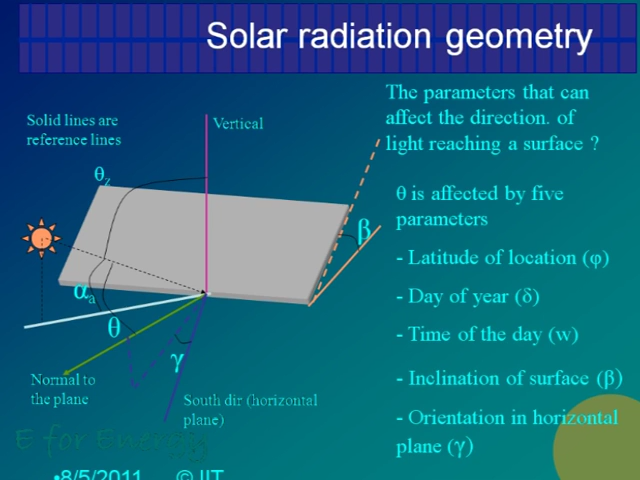 Solar radiation geometry
Solid lines are
reference lines
Vertical
θz
β
αa
θ
γ
Normal to
the plane
South dir (horizontal
plane)
The parameters that can
affect the direction. of
light reaching a surface ?
θ is affected by five
parameters
- Latitude of location (φ)
- Day of year (δ)
- Time of the day (w)
- Inclination of surface (β)
- Orientation in horizontal
plane (γ)
E for Energy
•8/5/2011 © IIT